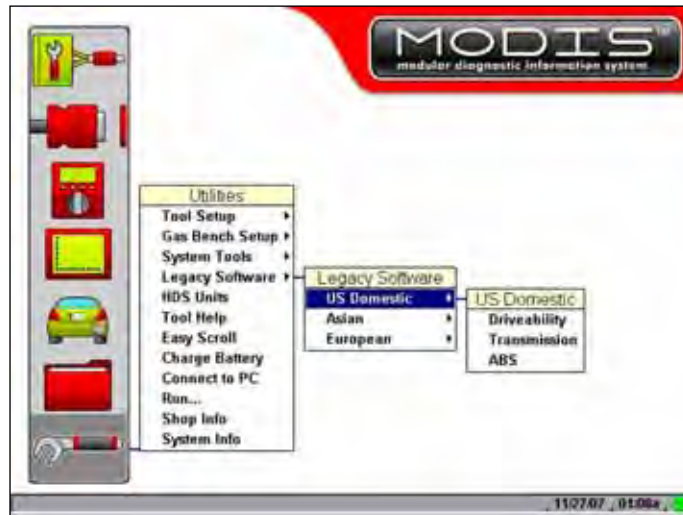 MODIS™
modular diagnostic information system
Utilities
Tool Setup
Gas Bench Setup
System Tools
Legacy Software
HDS Units
Tool Help
Easy Scroll
Charge Battery
Connect to PC
Run...
Shop Info
System Info
Legacy Software
US Domestic
Asian
European
US Domestic
Driveability
Transmission
ABS
11/27/07 01:08a